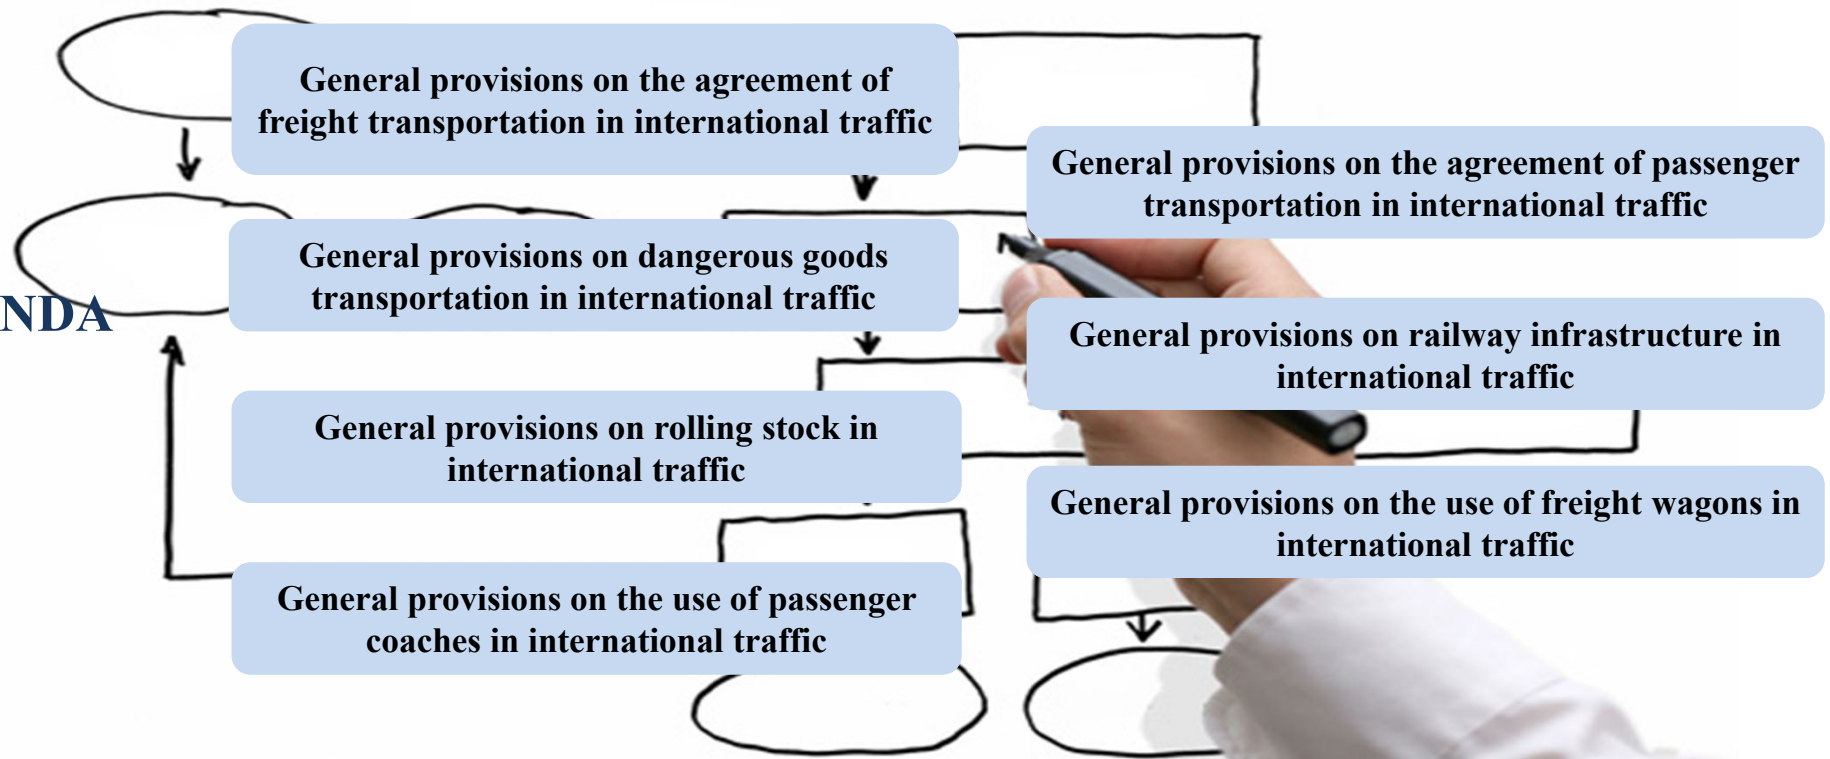 General provisions on the agreement of
freight transportation in international traffic
General provisions on the agreement of passenger
transportation in international traffic
General provisions on dangerous goods
transportation in international traffic
NDA
General provisions on railway infrastructure in
international traffic
General provisions on rolling stock in
international traffic
General provisions on the use of freight wagons in
international traffic
General provisions on the use of passenger
coaches in international traffic